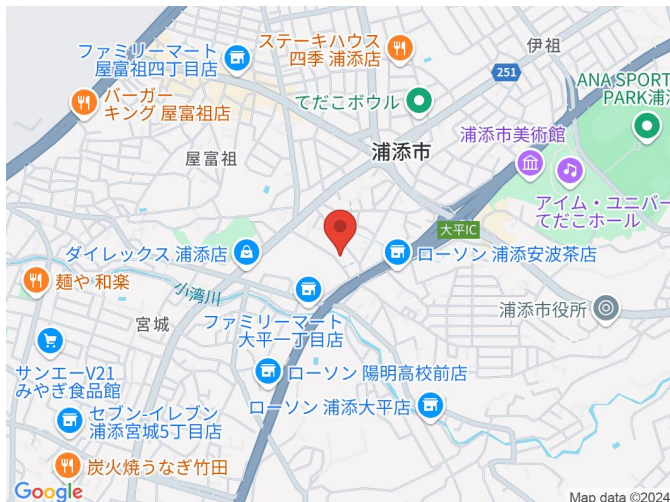 ファミリーマート
屋富祖四丁目店
ステーキハウス
四季 浦添店
伊祖
251
ANA SPORT
PARK浦添
バーガー
キング 屋富祖店
てだこボウル
浦添市
浦添市美術館
屋富祖
アイム・ユニバー
てだこホール
大平IC
ダイレックス 浦添店
ローソン 浦添安波茶店
麺や 和楽
小湾川
宮城
ファミリーマート
大平一丁目店
浦添市役所
サンエーV21
みやぎ食品館
ローソン 陽明高校前店
ローソン 浦添大平店
セブン-イレブン
浦添宮城5丁目店
炭火焼うなぎ竹田
Google
Map data ©2024